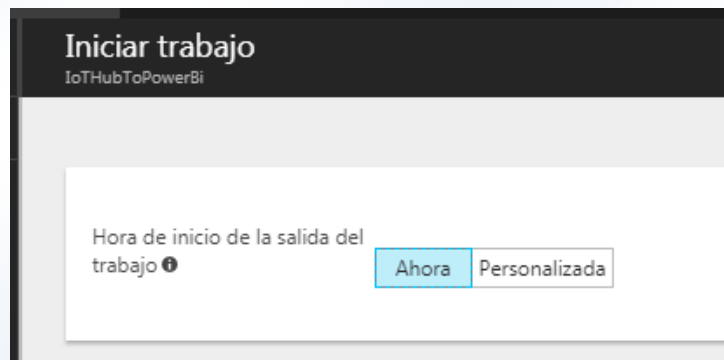 Iniciar trabajo
IoTHubToPowerBi
Hora de inicio de la salida del
trabajo
Ahora
Personalizada